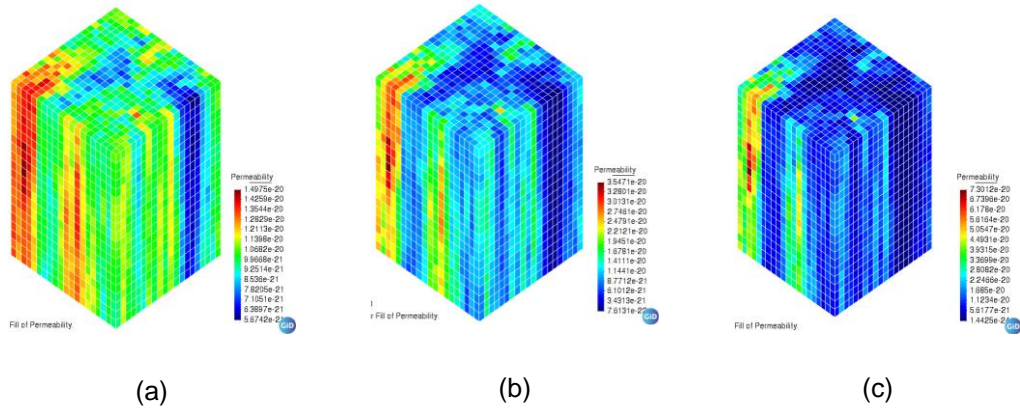 Permeability
1.4975e-20
1.4259e-20
1.3544e-20
1.2829e-20
1.2113e-20
1.1398e-20
1.0682e-20
9.9668e-21
9.2514e-21
8.536e-21
7.8205e-21
7.1051e-21
6.3897e-21
5.6742e-21
Fill of Permeability
GiD
Permeability
3.5471e-20
3.2801e-20
3.0131e-20
2.7461e-20
2.4791e-20
2.2121e-20
1.9451e-20
1.6781e-20
1.4111e-20
1.1441e-20
8.7712e-21
6.1012e-21
3.4313e-21
7.6131e-22
r Fill of Permeability
GiD
Permeability
7.3012e-20
6.7396e-20
6.178e-20
5.6164e-20
5.0547e-20
4.4931e-20
3.9315e-20
3.3699e-20
2.8082e-20
2.2466e-20
1.685e-20
1.1234e-20
5.6177e-21
Fill of Permeability
GiD
(a)
(b)
(c)